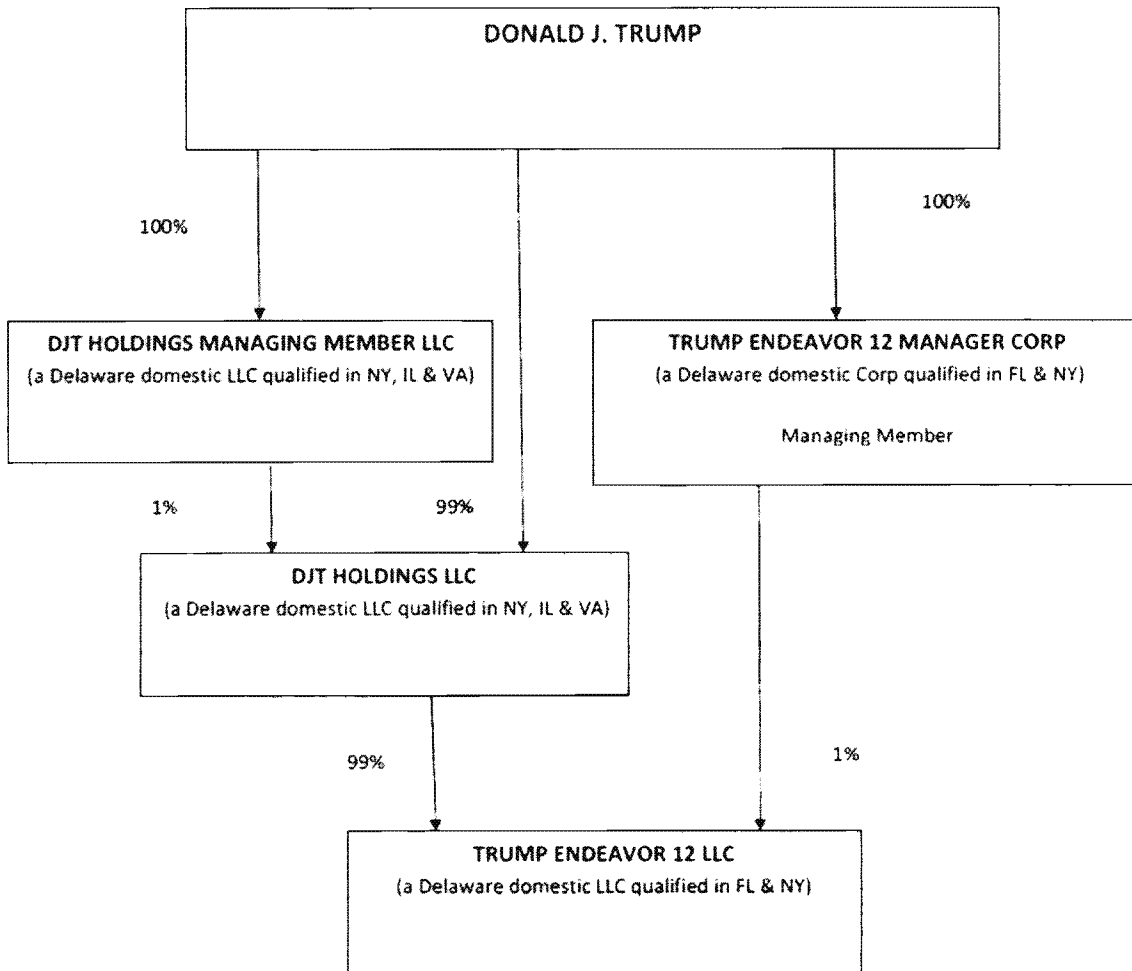 DONALD J. TRUMP
100%
100%
DJT HOLDINGS MANAGING MEMBER LLC
(a Delaware domestic LLC qualified in NY, IL & VA)
TRUMP ENDEAVOR 12 MANAGER CORP
(a Delaware domestic Corp qualified in FL & NY)
Managing Member
1%
99%
DJT HOLDINGS LLC
(a Delaware domestic LLC qualified in NY, IL & VA)
99%
1%
TRUMP ENDEAVOR 12 LLC
(a Delaware domestic LLC qualified in FL & NY)